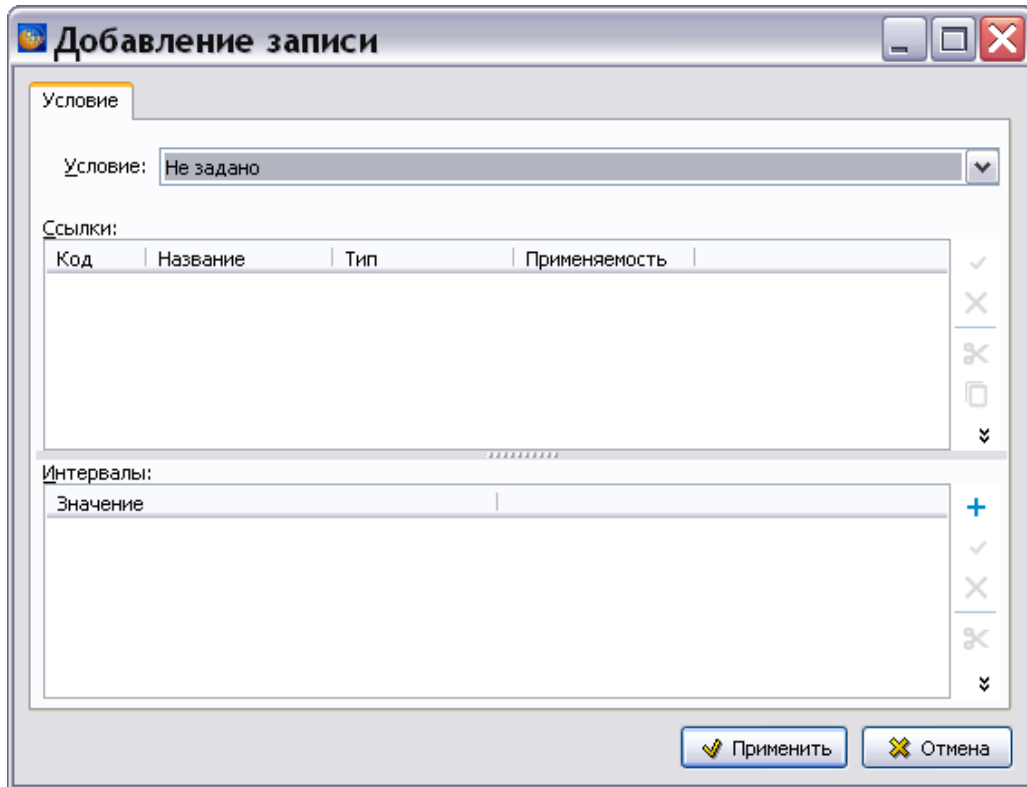 Добавление записи
Условие
Условие: Не задано
Ссылки:
Код Название Тип Применяемость
Интервалы:
Значение
Применить Отмена